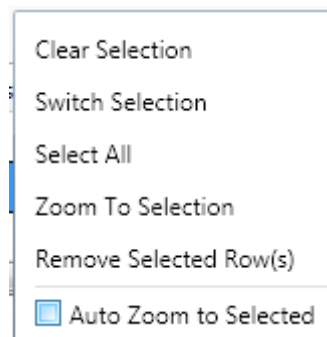 Clear Selection
Switch Selection
Select All
Zoom To Selection
Remove Selected Row(s)
Auto Zoom to Selected